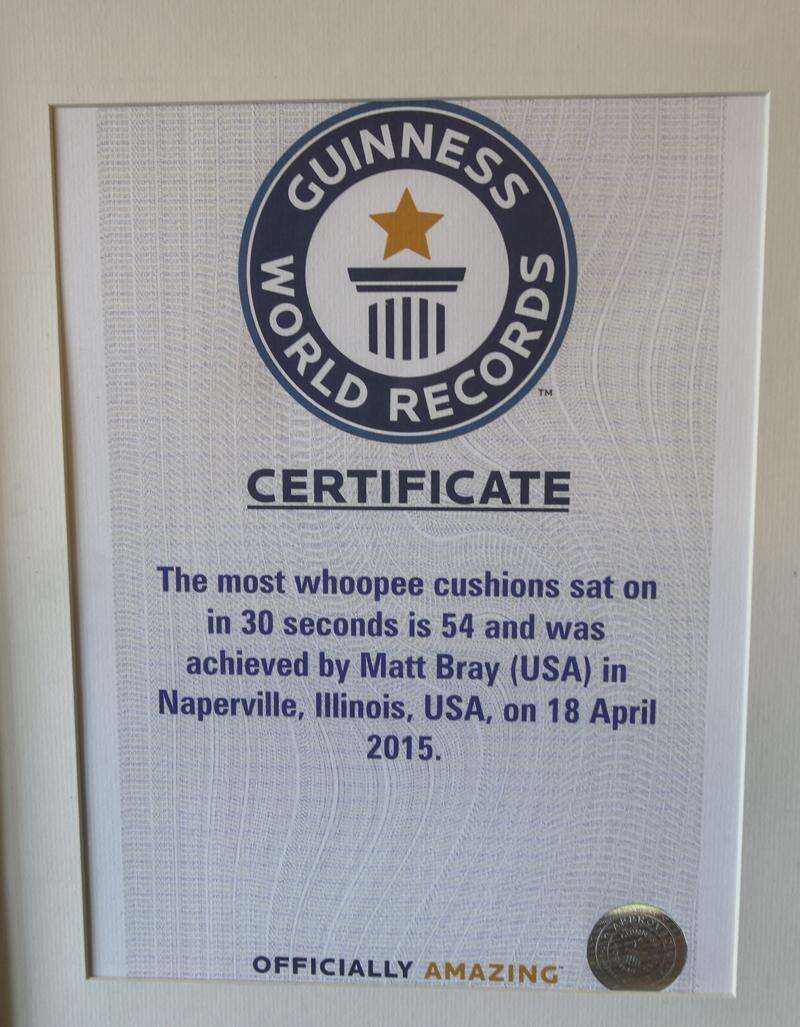 GUINNESS
WORLD RECORDS
™
CERTIFICATE
The most whoopee cushions sat on
in 30 seconds is 54 and was
achieved by Matt Bray (USA) in
Naperville, Illinois, USA, on 18 April
2015.
OFFICIALLY AMAZING™